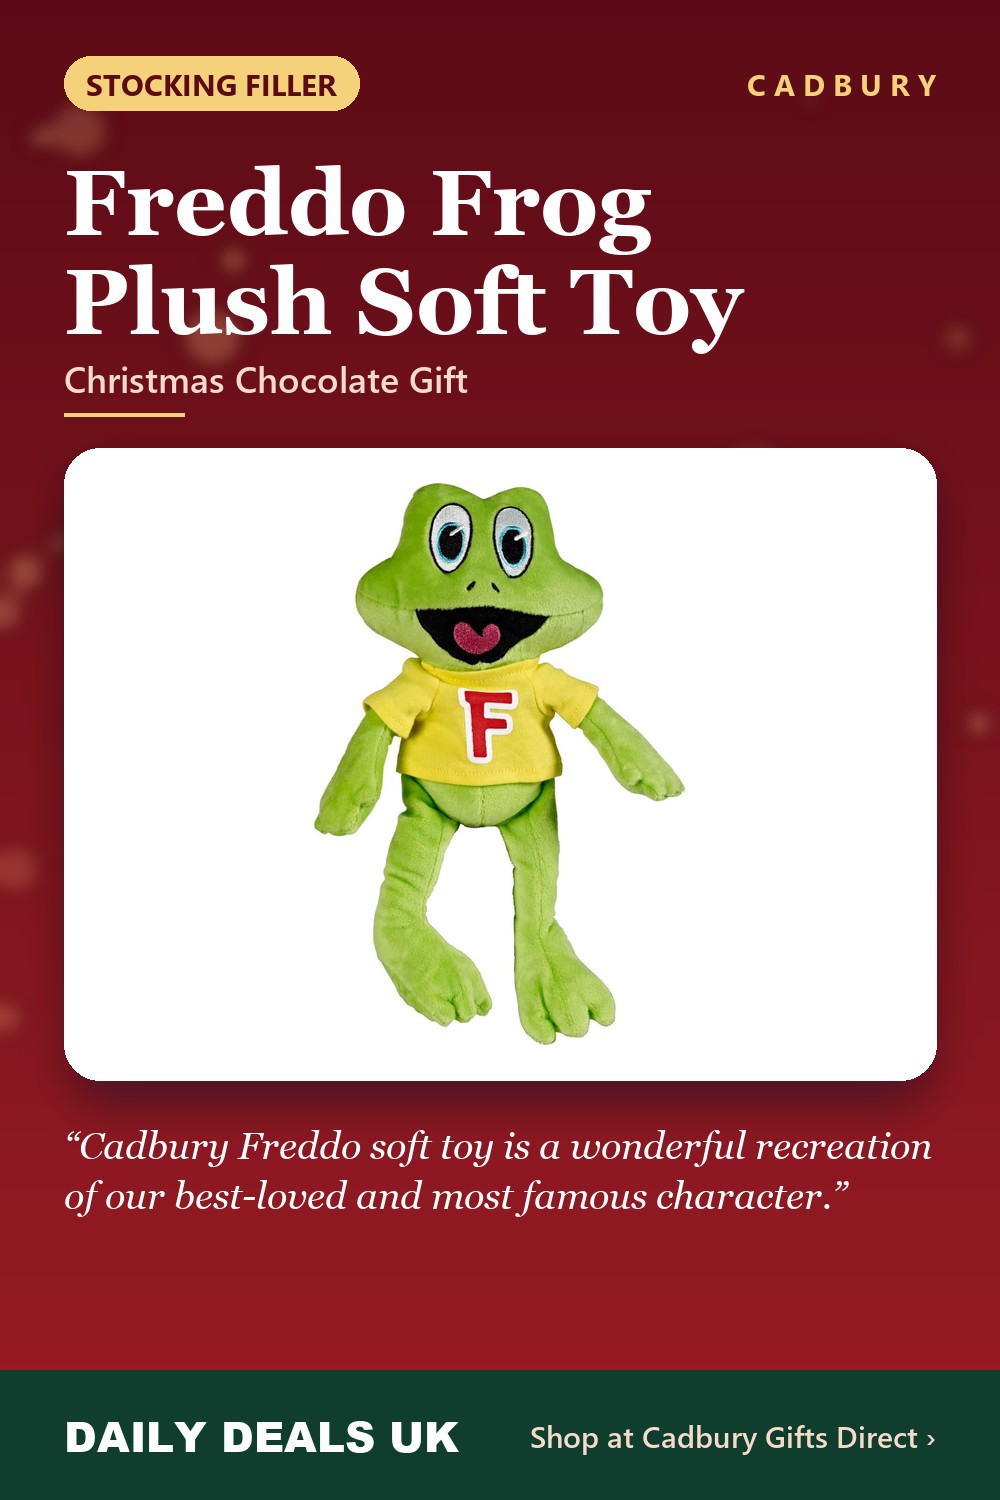 STOCKING FILLER
CADBURY
Freddo Frog
Plush Soft Toy
Christmas Chocolate Gift
F
“Cadbury Freddo soft toy is a wonderful recreation
of our best-loved and most famous character.”
DAILY DEALS UK
Shop at Cadbury Gifts Direct ›